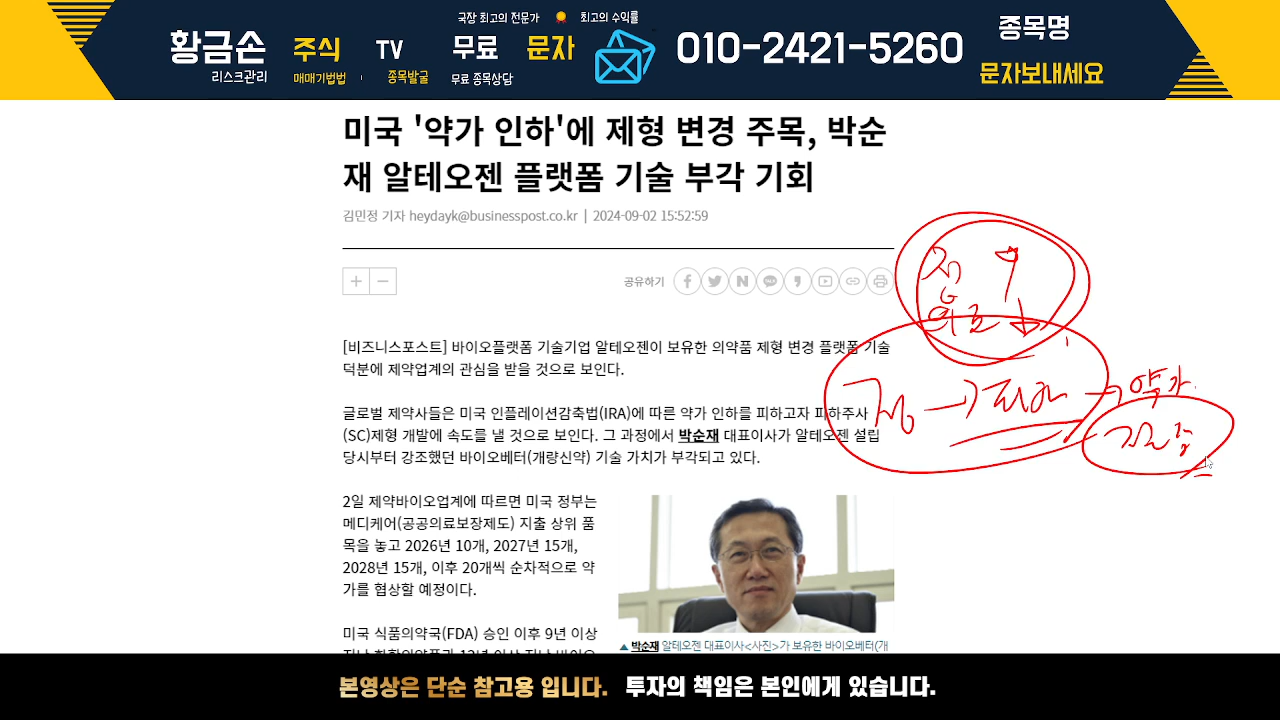 국장 최고의 전문가 최고의 수익률
황금손 주식 TV 무료 문자 010-2421-5260 종목명
리스크관리 매매기법법 종목발굴 무료 종목상담 문자보내세요
미국 '약가 인하'에 제형 변경 주목, 박순
재 알테오젠 플랫폼 기술 부각 기회
김민정 기자 heydayk@businesspost.co.kr | 2024-09-02 15:52:59
공유하기
[비즈니스포스트] 바이오플랫폼 기술기업 알테오젠이 보유한 의약품 제형 변경 플랫폼 기술
덕분에 제약업계의 관심을 받을 것으로 보인다.
글로벌 제약사들은 미국 인플레이션감축법(IRA)에 따른 약가 인하를 피하고자 피하주사
(SC)제형 개발에 속도를 낼 것으로 보인다. 그 과정에서 박순재 대표이사가 알테오젠 설립
당시부터 강조했던 바이오베터(개량신약) 기술 가치가 부각되고 있다.
2일 제약바이오업계에 따르면 미국 정부는
메디케어(공공의료보장제도) 지출 상위 품
목을 놓고 2026년 10개, 2027년 15개,
2028년 15개, 이후 20개씩 순차적으로 약
가를 협상할 예정이다.
미국 식품의약국(FDA) 승인 이후 9년 이상
▲ 박순재 알테오젠 대표이사<사진>가 보유한 바이오베터(개
약가
본영상은 단순 참고용 입니다. 투자의 책임은 본인에게 있습니다.